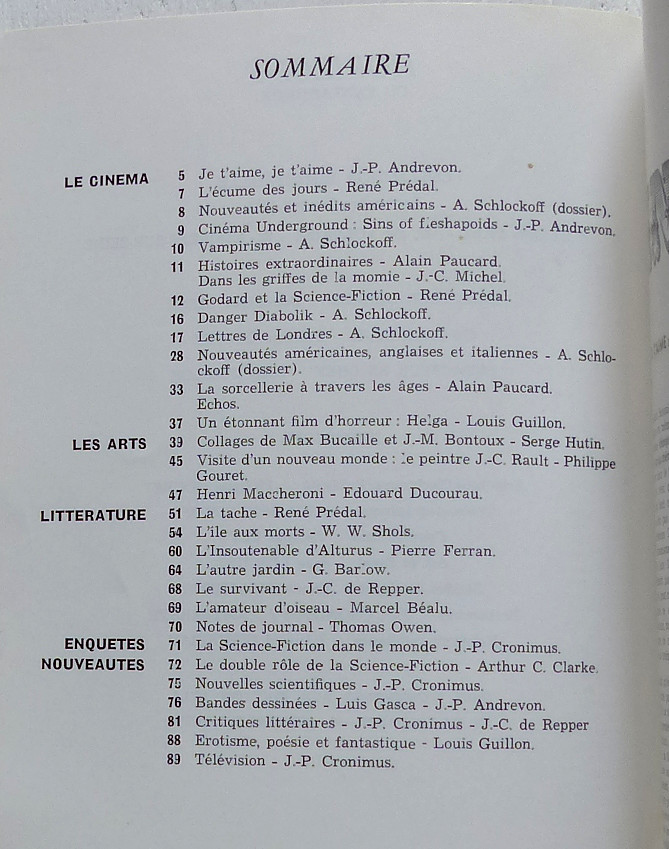 SOMMAIRE
LE CINEMA 5 Je t'aime, je t'aime - J.-P. Andrevon.
7 L'écume des jours - René Prédal.
8 Nouveautés et inédits américains - A. Schlockoff (dossier).
9 Cinéma Underground : Sins of fleshapoids - J.-P. Andrevon.
10 Vampirisme - A. Schlockoff.
11 Histoires extraordinaires - Alain Paucard.
Dans les griffes de la momie - J.-C. Michel.
12 Godard et la Science-Fiction - René Prédal.
16 Danger Diabolik - A. Schlockoff.
17 Lettres de Londres - A. Schlockoff.
28 Nouveautés américaines, anglaises et italiennes - A. Schlo-
ckoff (dossier).
33 La sorcellerie à travers les âges - Alain Paucard.
Echos.
37 Un étonnant film d'horreur : Helga - Louis Guillon.
LES ARTS 39 Collages de Max Bucaille et J.-M. Bontoux - Serge Hutin.
45 Visite d'un nouveau monde : le peintre J.-C. Rault - Philippe
Gouret.
47 Henri Maccheroni - Edouard Ducourau.
LITTERATURE 51 La tache - René Prédal.
54 L'île aux morts - W. W. Shols.
60 L'Insoutenable d'Alturus - Pierre Ferran.
64 L'autre jardin - G. Barlow.
68 Le survivant - J.-C. de Repper.
69 L'amateur d'oiseau - Marcel Béalu.
70 Notes de journal - Thomas Owen.
ENQUETES 71 La Science-Fiction dans le monde - J.-P. Cronimus.
NOUVEAUTES 72 Le double rôle de la Science-Fiction - Arthur C. Clarke.
75 Nouvelles scientifiques - J.-P. Cronimus.
76 Bandes dessinées - Luis Gasca - J.-P. Andrevon.
81 Critiques littéraires - J.-P. Cronimus - J.-C. de Repper
88 Erotisme, poésie et fantastique - Louis Guillon.
89 Télévision - J.-P. Cronimus.